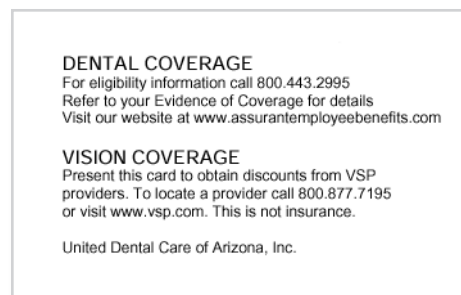 DENTAL COVERAGE
For eligibility information call 800.443.2995
Refer to your Evidence of Coverage for details
Visit our website at www.assurantemployeebenefits.com
VISION COVERAGE
Present this card to obtain discounts from VSP
providers. To locate a provider call 800.877.7195
or visit www.vsp.com. This is not insurance.
United Dental Care of Arizona, Inc.